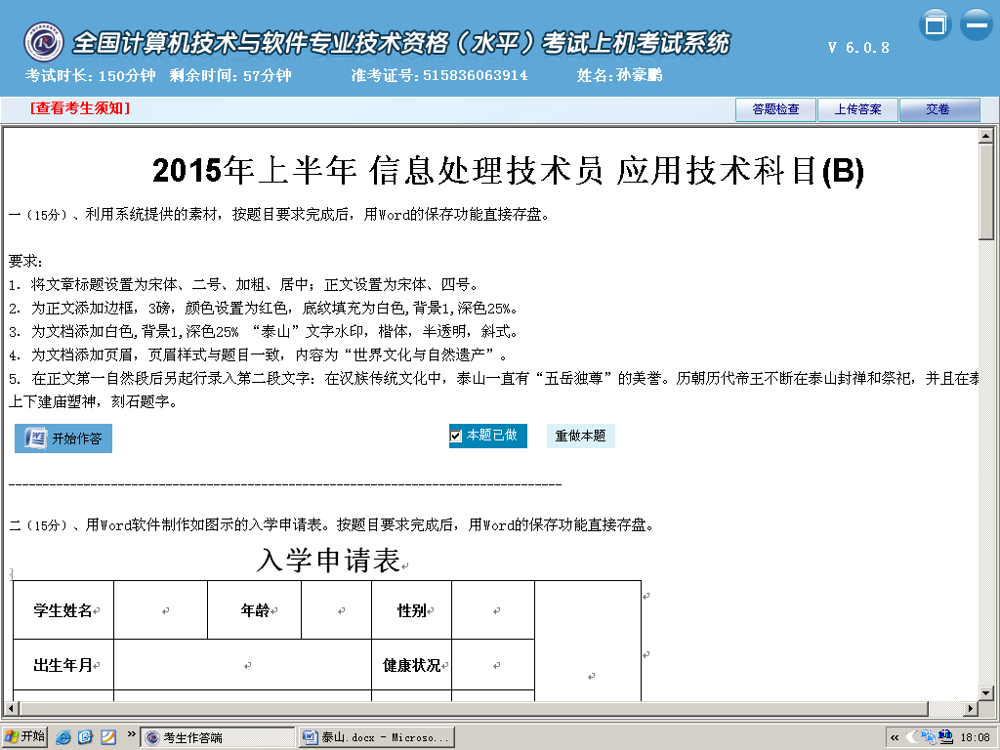 全国计算机技术与软件专业技术资格（水平）考试上机考试系统
V 6.0.8
考试时长: 150分钟 剩余时间: 57分钟 准考证号: 515836063914 姓名: 孙豪鹏
[查看考生须知] 答题检查 上传答案 交卷
2015年上半年 信息处理技术员 应用技术科目(B)
一（15分）、利用系统提供的素材，按题目要求完成后，用Word的保存功能直接存盘。
要求：
1. 将文章标题设置为宋体、二号、加粗、居中；正文设置为宋体、四号。
2. 为正文添加边框，3磅，颜色设置为红色，底纹填充为白色,背景1,深色25%。
3. 为文档添加白色,背景1,深色25% “泰山”文字水印，楷体，半透明，斜式。
4. 为文档添加页眉，页眉样式与题目一致，内容为“世界文化与自然遗产”。
5. 在正文第一自然段后另起行录入第二段文字：在汉族传统文化中，泰山一直有“五岳独尊”的美誉。历朝历代帝王不断在泰山封禅和祭祀，并且在泰
上下建庙塑神，刻石题字。
开始作答 本题已做 重做本题
--------------------------------------------------------------------------------
二（15分）、用Word软件制作如图示的入学申请表。按题目要求完成后，用Word的保存功能直接存盘。
入学申请表
学生姓名 年龄 性别
出生年月 健康状况
开始 考生作答端 泰山.docx - Microso... 18:08